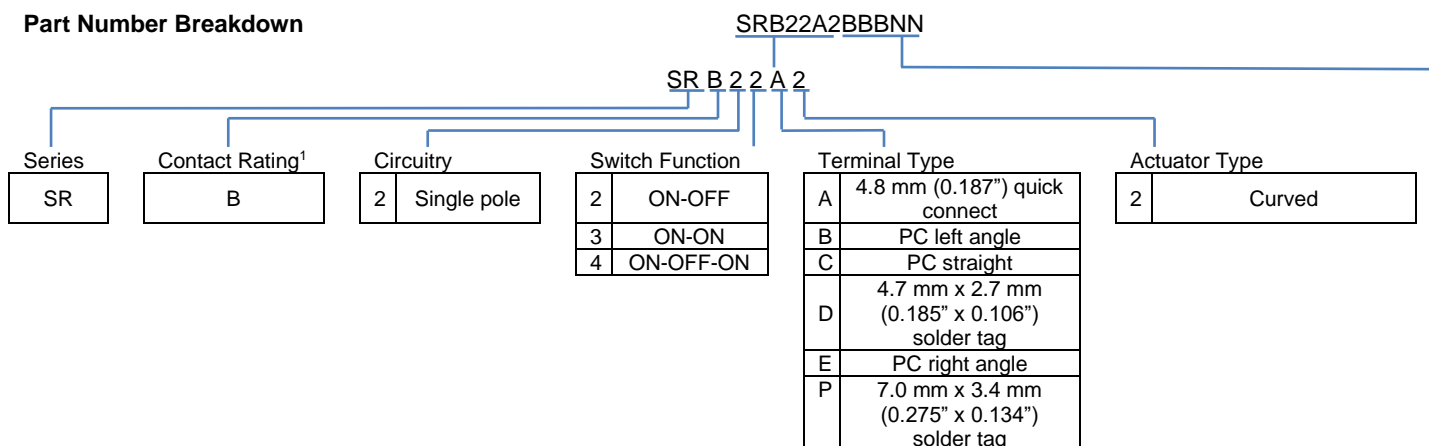 Part Number Breakdown
SRB22A2BBBNN
SR B 2 2 A 2
Series
SR
Contact Rating1
B
Circuitry
2 Single pole
Switch Function
2 ON-OFF
3 ON-ON
4 ON-OFF-ON
Terminal Type
A 4.8 mm (0.187”) quick
connect
B PC left angle
C PC straight
D 4.7 mm x 2.7 mm
(0.185” x 0.106”)
solder tag
E PC right angle
P 7.0 mm x 3.4 mm
(0.275” x 0.134”)
solder tag
Actuator Type
2 Curved